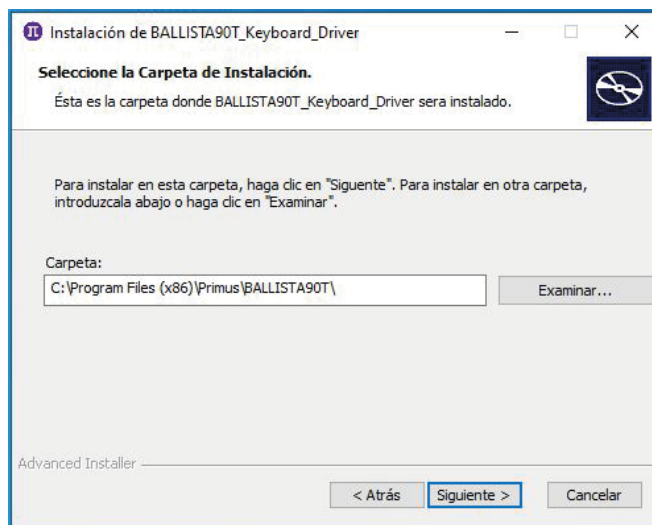 Instalación de BALLISTA90T_Keyboard_Driver
Seleccione la Carpeta de Instalación.
Ésta es la carpeta donde BALLISTA90T_Keyboard_Driver sera instalado.
Para instalar en esta carpeta, haga clic en "Siguente". Para instalar en otra carpeta,
introduzcala abajo o haga clic en "Examinar".
Carpeta:
C:\Program Files (x86)\Primus\BALLISTA90T\
Examinar...
Advanced Installer
< Atrás
Siguiente >
Cancelar